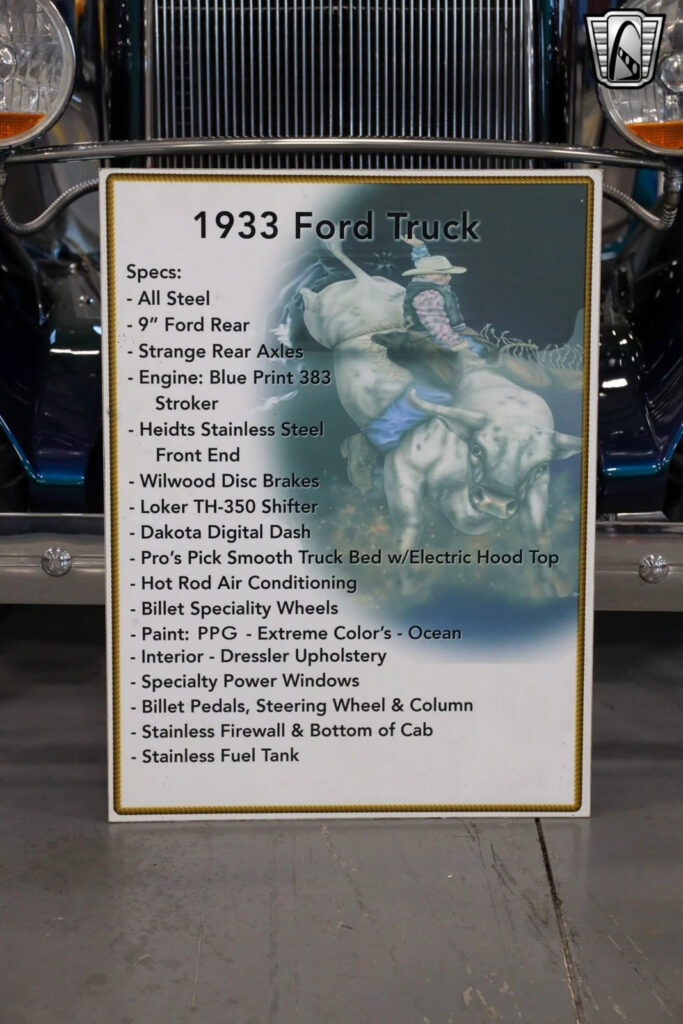 1933 Ford Truck
Specs:
- All Steel
- 9” Ford Rear
- Strange Rear Axles
- Engine: Blue Print 383
Stroker
- Heidts Stainless Steel
Front End
- Wilwood Disc Brakes
- Loker TH-350 Shifter
- Dakota Digital Dash
- Pro’s Pick Smooth Truck Bed w/Electric Hood Top
- Hot Rod Air Conditioning
- Billet Speciality Wheels
- Paint: PPG - Extreme Color’s - Ocean
- Interior - Dressler Upholstery
- Specialty Power Windows
- Billet Pedals, Steering Wheel & Column
- Stainless Firewall & Bottom of Cab
- Stainless Fuel Tank